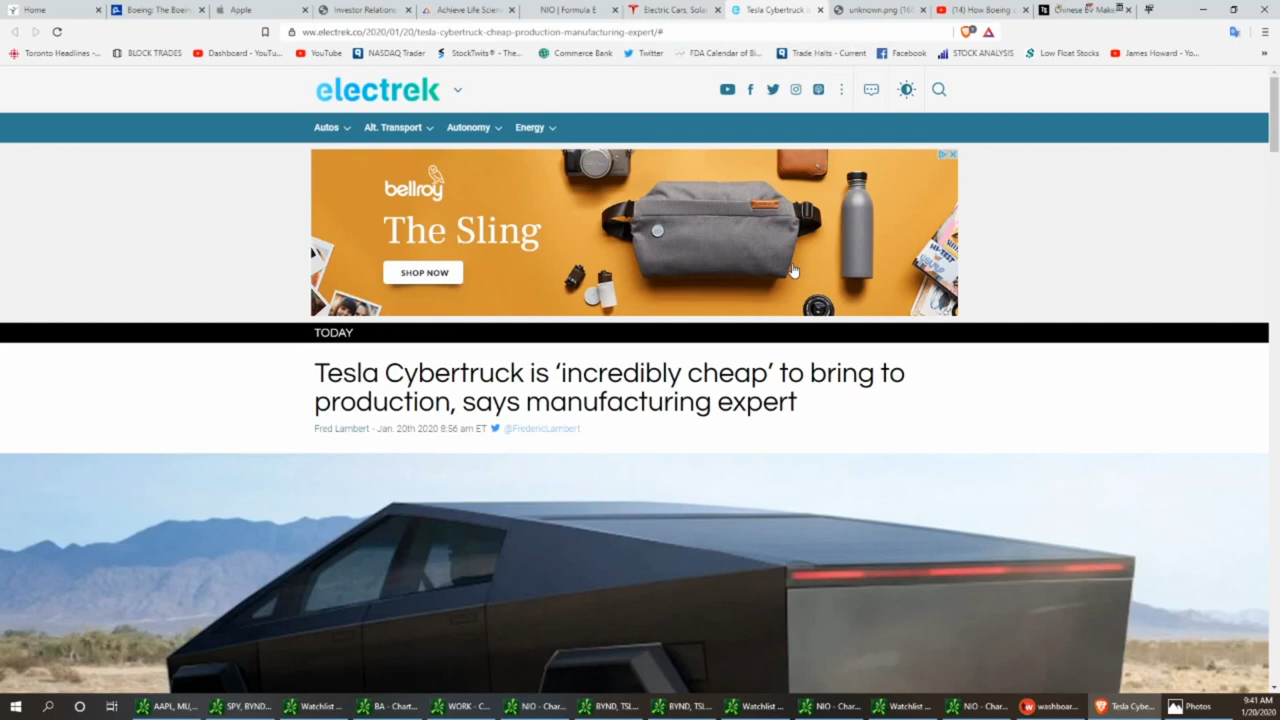 Home
Boeing: The Boein
Apple
Investor Relations
Achieve Life Scien
NIO | Formula E
Electric Cars, Sola
Tesla Cybertruck is
unknown.png (16
(14) How Boeing
Chinese EV Make
ww.electrek.co/2020/01/20/tesla-cybertruck-cheap-production-manufacturing-expert/#
Toronto Headlines -...
BLOCK TRADES
Dashboard - YouTu...
YouTube
NASDAQ Trader
StockTwits® - The...
Commerce Bank
Twitter
FDA Calendar of Bi...
Trade Halts - Current
Facebook
STOCK ANALYSIS
Low Float Stocks
James Howard - Yo...
electrek
Autos
Alt. Transport
Autonomy
Energy
bellroy
The Sling
SHOP NOW
TODAY
Tesla Cybertruck is ‘incredibly cheap’ to bring to
production, says manufacturing expert
Fred Lambert - Jan. 20th 2020 8:56 am ET @FredericLambert
AAPL, MU,...
SPY, BYND...
Watchlist ...
BA - Chart...
WORK - C...
NIO - Char...
BYND, TSL...
BYND, TSL...
Watchlist ...
NIO - Char...
Watchlist ...
NIO - Char...
washboar...
Tesla Cybe...
Photos
9:41 AM
1/20/2020